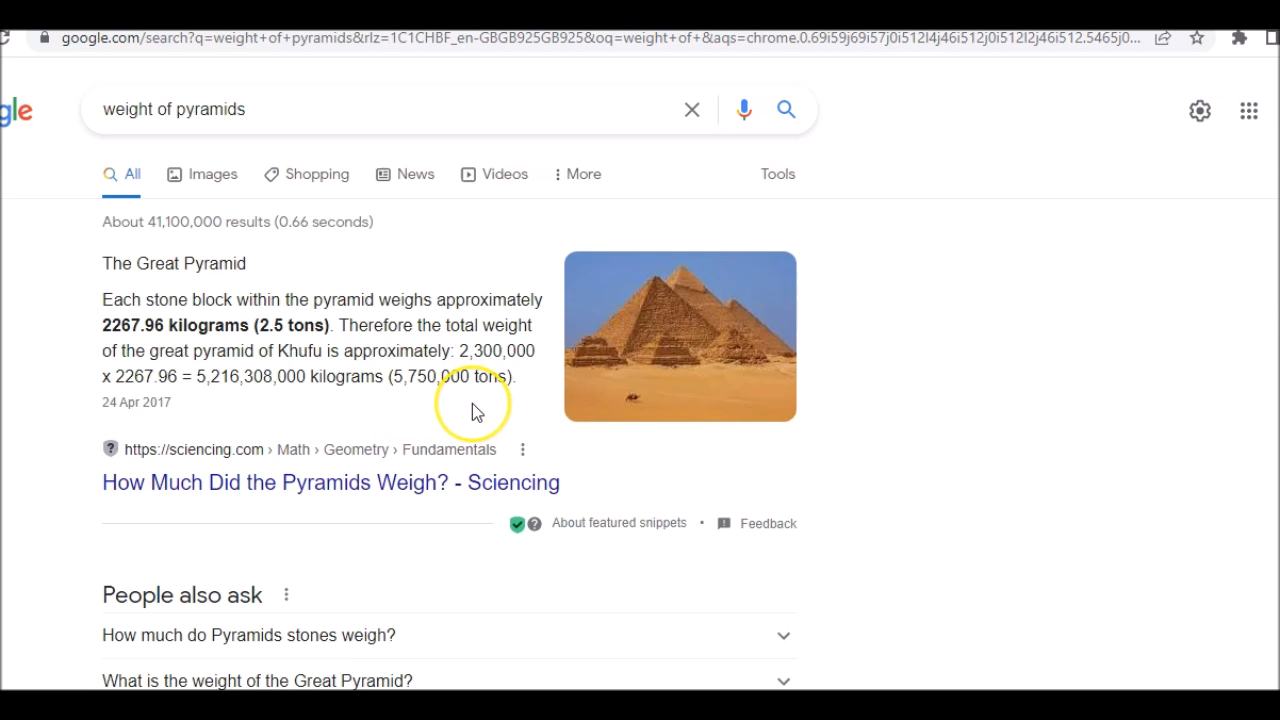 google.com/search?q=weight+of+pyramids&rlz=1C1CHBF_en-GBGB925GB925&oq=weight+of+&aqs=chrome.0.69i59j69i57j0i512l4j46i512j0i512l2j46i512.5465j0...
gle
weight of pyramids
All Images Shopping News Videos More Tools
About 41,100,000 results (0.66 seconds)
The Great Pyramid
Each stone block within the pyramid weighs approximately
2267.96 kilograms (2.5 tons). Therefore the total weight
of the great pyramid of Khufu is approximately: 2,300,000
x 2267.96 = 5,216,308,000 kilograms (5,750,000 tons).
24 Apr 2017
https://sciencing.com › Math › Geometry › Fundamentals
How Much Did the Pyramids Weigh? - Sciencing
About featured snippets • Feedback
People also ask
How much do Pyramids stones weigh?
What is the weight of the Great Pyramid?